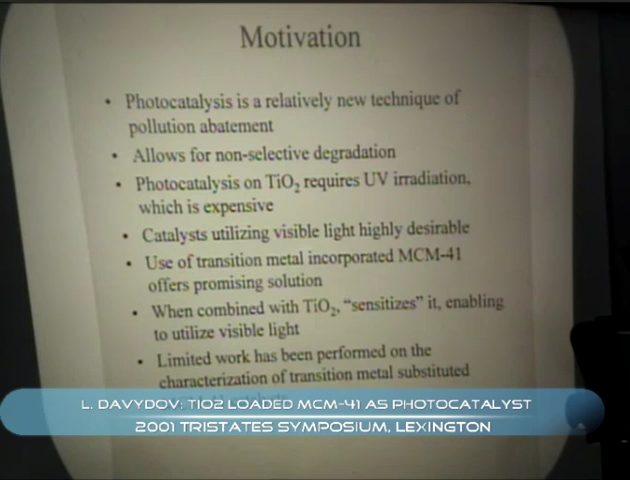 Motivation
• Photocatalysis is a relatively new technique of
pollution abatement
• Allows for non-selective degradation
• Photocatalysis on TiO₂ requires UV irradiation,
which is expensive
• Catalysts utilizing visible light highly desirable
• Use of transition metal incorporated MCM-41
offers promising solution
• When combined with TiO₂, “sensitizes” it, enabling
to utilize visible light
• Limited work has been performed on the
characterization of transition metal substituted
L. DAVYDOV: TIO2 LOADED MCM-41 AS PHOTOCATALYST
2001 TRISTATES SYMPOSIUM, LEXINGTON